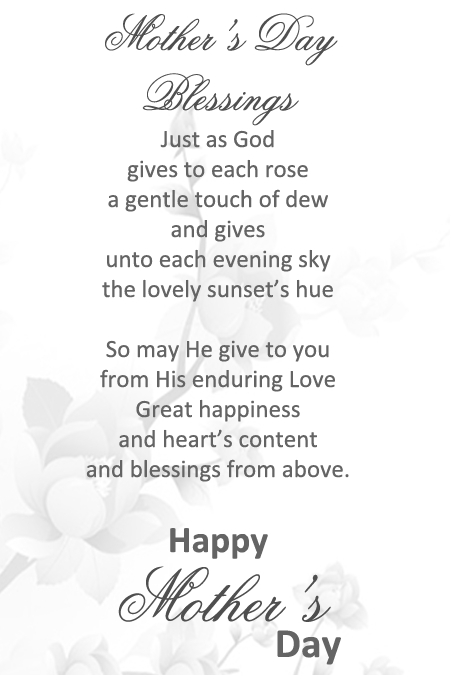 Mother's Day
Blessings
Just as God
gives to each rose
a gentle touch of dew
and gives
unto each evening sky
the lovely sunset's hue
So may He give to you
from His enduring Love
Great happiness
and heart's content
and blessings from above.
Happy
Mother's
Day